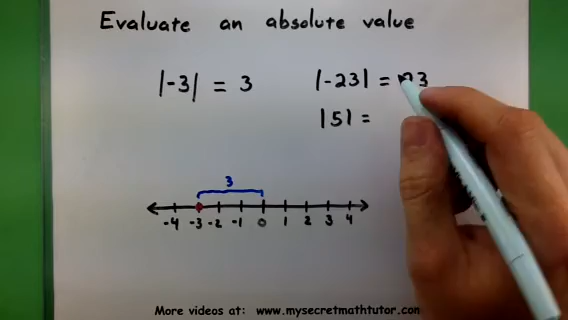 Evaluate an absolute value
|-3| = 3
|-23| = 23
|5| =
3
-4 -3 -2 -1 0 1 2 3 4
More videos at: www.mysecretmathtutor.com